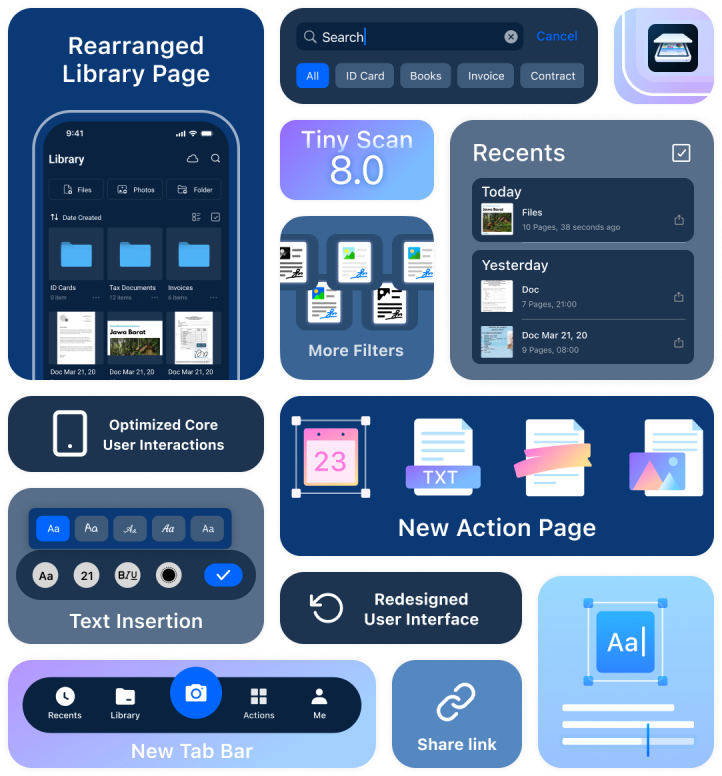 Rearranged
Library Page
9:41
Library
Files
Photos
Folder
Date Created
ID Cards
Tax Documents
Invoices
0 item
12 items
6 items
Jawa Barat
Doc Mar 21, 20
Doc Mar 21, 20
Doc Mar 21, 20
Search
Cancel
All
ID Card
Books
Invoice
Contract
Tiny Scan
8.0
More Filters
Recents
Today
Jawa Barat
Files
10 Pages, 38 seconds ago
Yesterday
Doc
7 Pages, 21:00
Doc Mar 21, 20
9 Pages, 08:00
Optimized Core
User Interactions
23
TXT
New Action Page
Aa
Aa
Aa
Aa
Aa
Aa
21
BIU
Text Insertion
Redesigned
User Interface
Aa
Recents
Library
Actions
Me
New Tab Bar
Share link